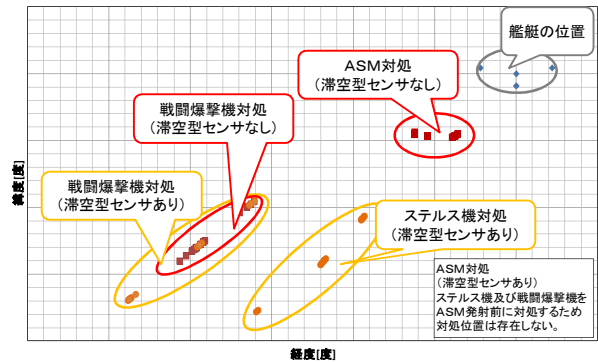 艦艇の位置
ASM対処
(滞空型センサなし)
戦闘爆撃機対処
(滞空型センサなし)
戦闘爆撃機対処
(滞空型センサあり)
ステルス機対処
(滞空型センサあり)
ASM対処
(滞空型センサあり)
ステルス機及び戦闘爆撃機を
ASM発射前に対処するため
対処位置は存在しない。
緯度[度]
経度[度]